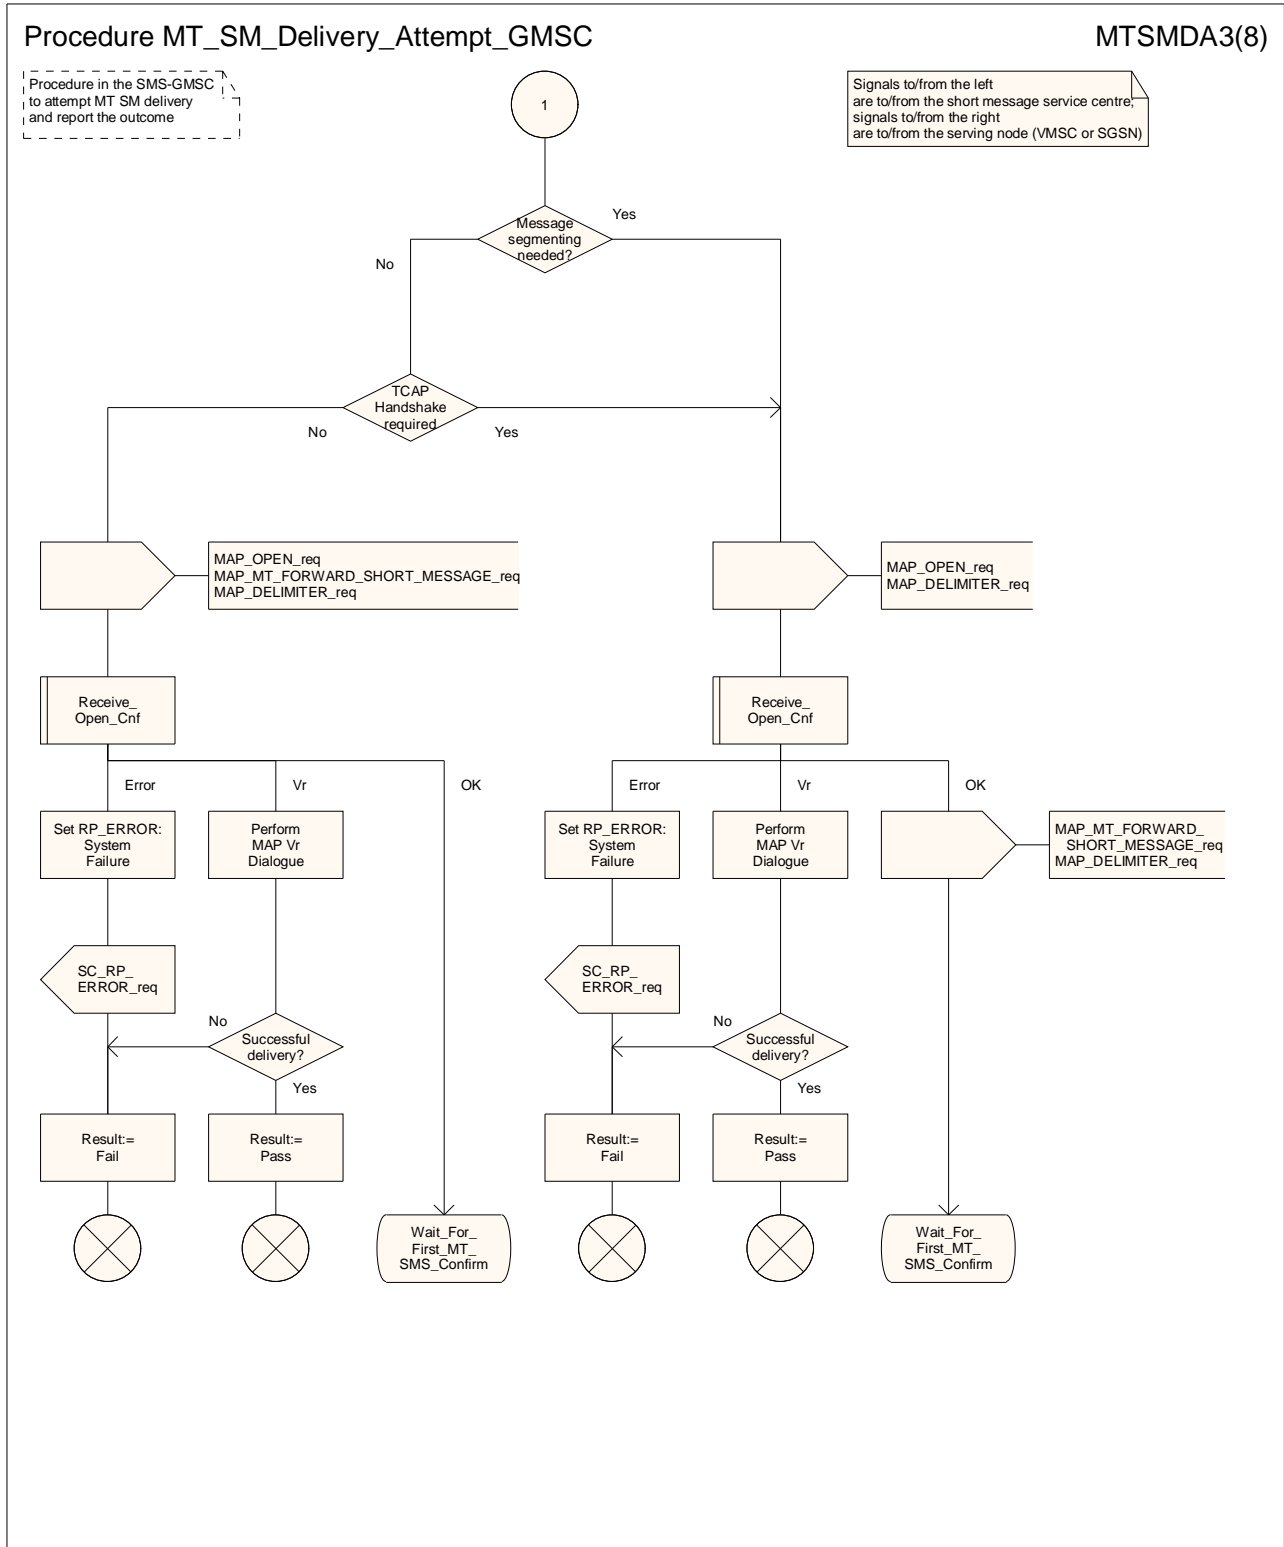 Procedure MT_SM_Delivery_Attempt_GMSC
MTSMDA3(8)
Procedure in the SMS-GMSC
to attempt MT SM delivery
and report the outcome
1
Signals to/from the left
are to/from the short message service centre;
signals to/from the right
are to/from the serving node (VMSC or SGSN)
Message
segmenting
needed?
Yes
No
TCAP
Handshake
required
No
Yes
MAP_OPEN_req
MAP_MT_FORWARD_SHORT_MESSAGE_req
MAP_DELIMITER_req
MAP_OPEN_req
MAP_DELIMITER_req
Receive_
Open_Cnf
Receive_
Open_Cnf
Error
Vr
OK
Error
Vr
OK
Set RP_ERROR:
System
Failure
Perform
MAP Vr
Dialogue
Set RP_ERROR:
System
Failure
Perform
MAP Vr
Dialogue
MAP_MT_FORWARD_
SHORT_MESSAGE_req
MAP_DELIMITER_req
SC_RP_
ERROR_req
SC_RP_
ERROR_req
No
Successful
delivery?
Yes
No
Successful
delivery?
Yes
Result:=
Fail
Result:=
Pass
Result:=
Fail
Result:=
Pass
Wait_For_
First_MT_
SMS_Confirm
Wait_For_
First_MT_
SMS_Confirm